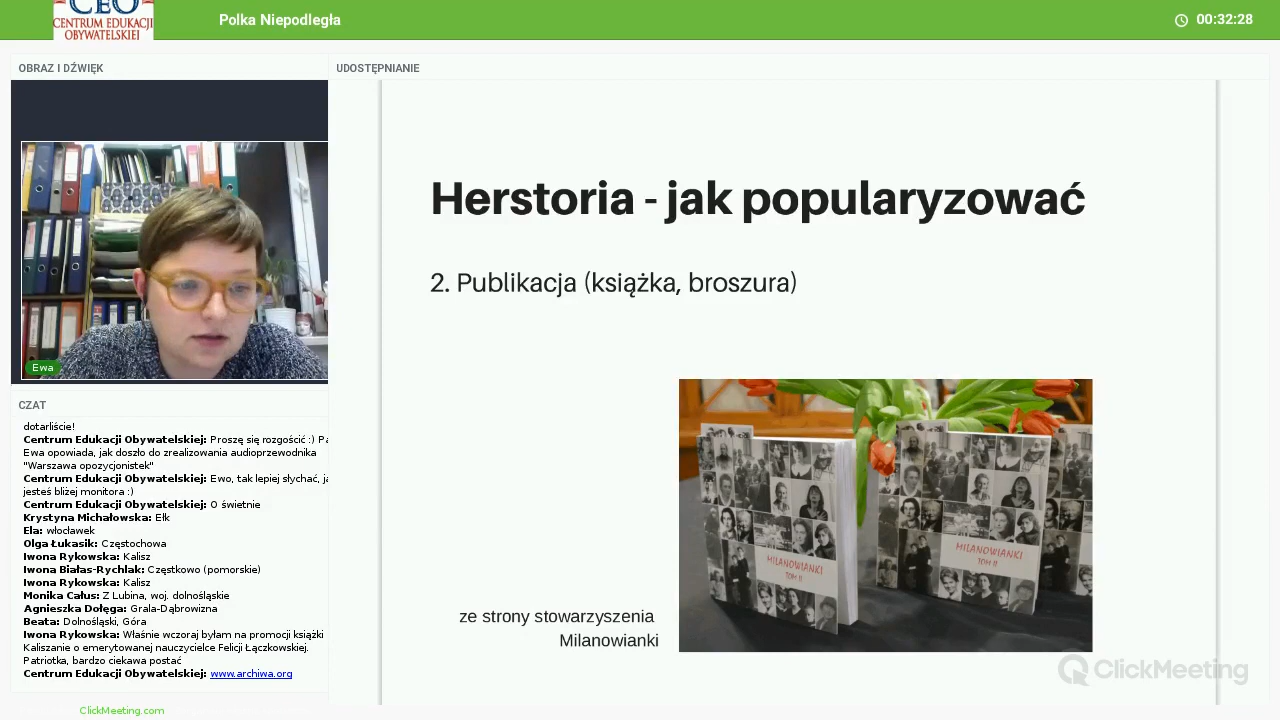 CEO
CENTRUM EDUKACJI
OBYWATELSKIEJ
Polka Niepodległa
00:32:28
OBRAZ I DŹWIĘK
UDOSTĘPNIANIE
Ewa
CZAT
dotarliście!
Centrum Edukacji Obywatelskiej: Proszę się rozgościć :)
Ewa opowiada, jak doszło do zrealizowania audioprzewodnika
"Warszawa opozycjonistek"
Centrum Edukacji Obywatelskiej: Ewo, tak lepiej słychać,
jesteś bliżej monitora :)
Centrum Edukacji Obywatelskiej: O świetnie
Krystyna Michałowska: Ełk
Ela: włocławek
Olga Łukasik: Częstochowa
Iwona Rykowska: Kalisz
Iwona Białas-Rychlak: Częstkowo (pomorskie)
Iwona Rykowska: Kalisz
Monika Całus: Z Lubina, woj. dolnośląskie
Agnieszka Dołęga: Grala-Dąbrowizna
Beata: Dolnośląski, Góra
Iwona Rykowska: Właśnie wczoraj byłam na promocji książki
Kaliszanie o emerytowanej nauczycielce Felicji Łączkowskiej.
Patriotka, bardzo ciekawa postać
Centrum Edukacji Obywatelskiej: www.archiwa.org
ClickMeeting.com
Herstoria - jak popularyzować
2. Publikacja (książka, broszura)
MILANOWIANKI
TOM II
MILANOWIANKI
TOM II
ze strony stowarzyszenia
Milanowianki
ClickMeeting